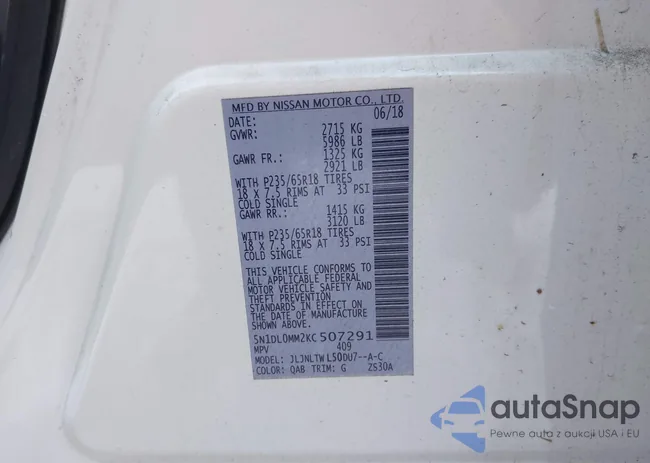 MFD BY NISSAN MOTOR CO., LTD.
DATE: 06/18
GVWR: 2715 KG
5986 LB
GAWR FR.: 1325 KG
2921 LB
WITH P235/65R18 TIRES
18 X 7.5 RIMS AT 33 PSI
COLD SINGLE
GAWR RR.: 1415 KG
3120 LB
WITH P235/65R18 TIRES
18 X 7.5 RIMS AT 33 PSI
COLD SINGLE
THIS VEHICLE CONFORMS TO
ALL APPLICABLE FEDERAL
MOTOR VEHICLE SAFETY AND
THEFT PREVENTION
STANDARDS IN EFFECT ON
THE DATE OF MANUFACTURE
SHOWN ABOVE.
5N1DL0MM2KC507291
MPV 409
MODEL: JLJNLTWL50DU7--A-C
COLOR: QAB TRIM: G ZS30A
autaSnap
Pewne auta z aukcji USA i EU